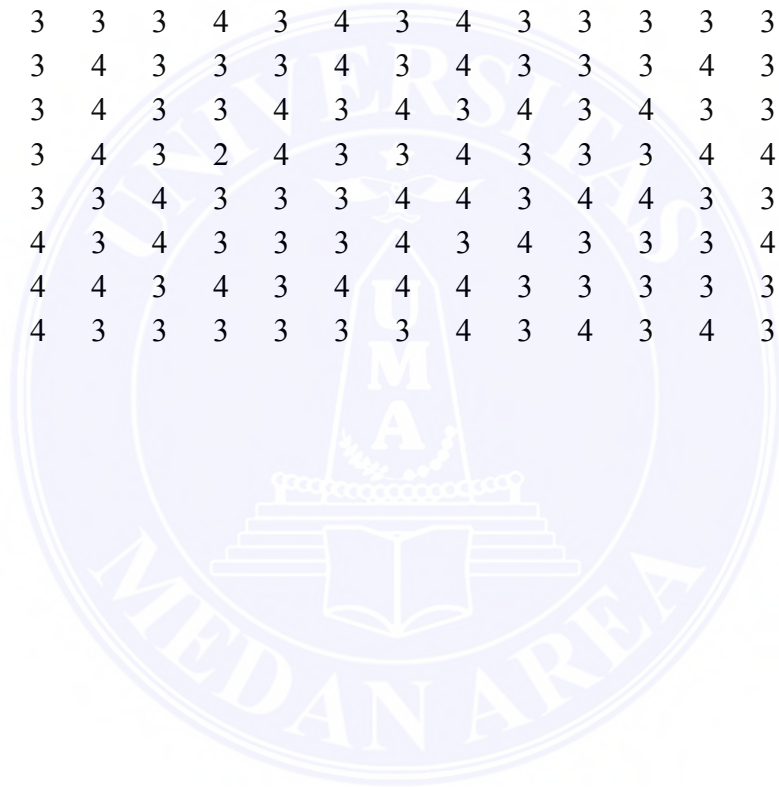 3 3 3 4 3 4 3 4 3 3 3 3 3
3 4 3 3 3 4 3 4 3 3 3 4 3
3 4 3 3 4 3 4 3 4 3 4 3 3
3 4 3 2 4 3 3 4 3 3 3 4 4
3 3 4 3 3 3 4 4 3 4 4 3 3
4 3 4 3 3 3 4 3 4 3 3 3 4
4 4 3 4 3 4 4 4 3 3 3 3 3
4 3 3 3 3 3 3 4 3 4 3 4 3
UNIVERSITAS
UMA
MEDAN AREA